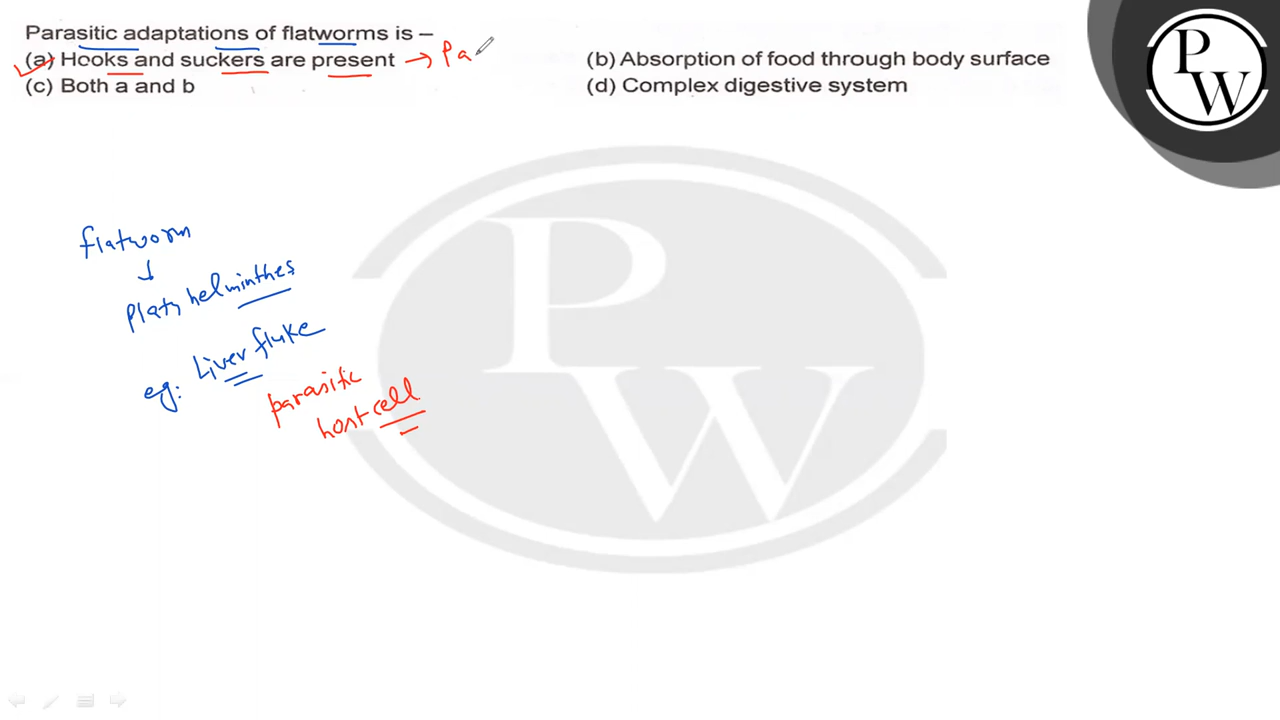 Parasitic adaptations of flatworms is –
(a) Hooks and suckers are present → Pa
(b) Absorption of food through body surface
(c) Both a and b
(d) Complex digestive system
P
W
flatworm
↓
platyhelminthes
eg: Liver fluke
parasitic
host cell
P
W